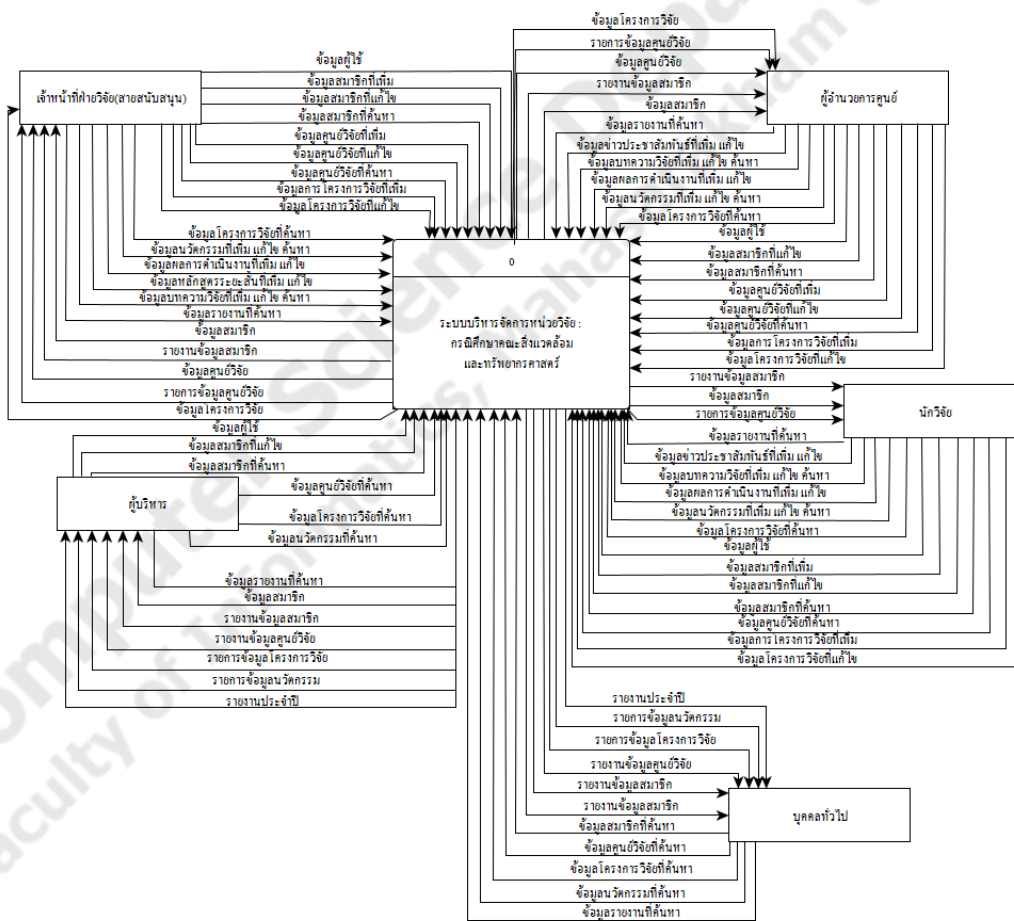 ข้อมูลโครงการวิจัย
รายการข้อมูลศูนย์วิจัย
ข้อมูลศูนย์วิจัย
รายงานข้อมูลสมาชิก
ข้อมูลสมาชิก
ผู้อำนวยการศูนย์
ข้อมูลผู้ใช้
ข้อมูลสมาชิกที่เพิ่ม
ข้อมูลสมาชิกที่แก้ไข
ข้อมูลสมาชิกที่ค้นหา
ข้อมูลศูนย์วิจัยที่เพิ่ม
ข้อมูลศูนย์วิจัยที่แก้ไข
ข้อมูลศูนย์วิจัยที่ค้นหา
ข้อมูลการโครงการวิจัยที่เพิ่ม
ข้อมูลโครงการวิจัยที่แก้ไข
เจ้าหน้าที่ฝ่ายวิจัย(สายสนับสนุน)
ข้อมูลรายงานที่ค้นหา
ข้อมูลข่าวประชาสัมพันธ์ที่เพิ่ม แก้ไข
ข้อมูลบทความวิจัยที่เพิ่ม แก้ไข ค้นหา
ข้อมูลผลการดำเนินงานที่เพิ่ม แก้ไข
ข้อมูลนวัตกรรมที่เพิ่ม แก้ไข ค้นหา
ข้อมูลโครงการวิจัยที่ค้นหา
ข้อมูลผู้ใช้
ข้อมูลสมาชิกที่แก้ไข
ข้อมูลสมาชิกที่ค้นหา
ข้อมูลศูนย์วิจัยที่เพิ่ม
ข้อมูลศูนย์วิจัยที่แก้ไข
ข้อมูลศูนย์วิจัยที่ค้นหา
ข้อมูลการโครงการวิจัยที่เพิ่ม
ข้อมูลโครงการวิจัยที่แก้ไข
ข้อมูลโครงการวิจัยที่ค้นหา
ข้อมูลนวัตกรรมที่เพิ่ม แก้ไข ค้นหา
ข้อมูลผลการดำเนินงานที่เพิ่ม แก้ไข
ข้อมูลหลักสูตรระยะสั้นที่เพิ่ม แก้ไข
ข้อมูลบทความวิจัยที่เพิ่ม แก้ไข ค้นหา
ข้อมูลรายงานที่ค้นหา
ข้อมูลสมาชิก
รายงานข้อมูลสมาชิก
ข้อมูลศูนย์วิจัย
รายการข้อมูลศูนย์วิจัย
ข้อมูลโครงการวิจัย
0
ระบบบริหารจัดการหน่วยวิจัย :
กรณีศึกษาคณะสิ่งแวดล้อม
และทรัพยากรศาสตร์
รายงานข้อมูลสมาชิก
ข้อมูลสมาชิก
รายการข้อมูลศูนย์วิจัย
นักวิจัย
ข้อมูลรายงานที่ค้นหา
ข้อมูลข่าวประชาสัมพันธ์ที่เพิ่ม แก้ไข
ข้อมูลบทความวิจัยที่เพิ่ม แก้ไข ค้นหา
ข้อมูลผลการดำเนินงานที่เพิ่ม แก้ไข
ข้อมูลนวัตกรรมที่เพิ่ม แก้ไข ค้นหา
ข้อมูลโครงการวิจัยที่ค้นหา
ข้อมูลผู้ใช้
ข้อมูลสมาชิกที่เพิ่ม
ข้อมูลสมาชิกที่แก้ไข
ข้อมูลสมาชิกที่ค้นหา
ข้อมูลศูนย์วิจัยที่ค้นหา
ข้อมูลการโครงการวิจัยที่เพิ่ม
ข้อมูลโครงการวิจัยที่แก้ไข
ข้อมูลผู้ใช้
ข้อมูลสมาชิกที่แก้ไข
ข้อมูลสมาชิกที่ค้นหา
ผู้บริหาร
ข้อมูลศูนย์วิจัยที่ค้นหา
ข้อมูลโครงการวิจัยที่ค้นหา
ข้อมูลนวัตกรรมที่ค้นหา
ข้อมูลรายงานที่ค้นหา
ข้อมูลสมาชิก
รายงานข้อมูลสมาชิก
รายงานข้อมูลศูนย์วิจัย
รายการข้อมูลโครงการวิจัย
รายการข้อมูลนวัตกรรม
รายงานประจำปี
รายงานประจำปี
รายการข้อมูลนวัตกรรม
รายการข้อมูลโครงการวิจัย
รายงานข้อมูลศูนย์วิจัย
รายงานข้อมูลสมาชิก
รายงานข้อมูลสมาชิก
ข้อมูลสมาชิกที่ค้นหา
บุคคลทั่วไป
ข้อมูลศูนย์วิจัยที่ค้นหา
ข้อมูลโครงการวิจัยที่ค้นหา
ข้อมูลนวัตกรรมที่ค้นหา
ข้อมูลรายงานที่ค้นหา